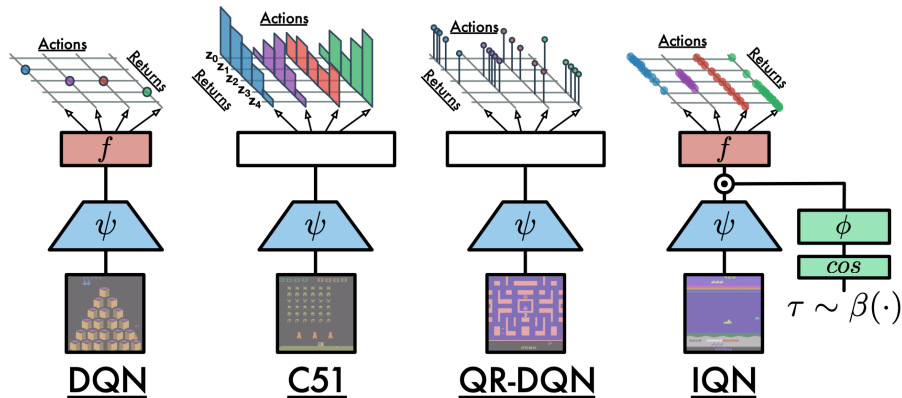 Actions
Returns
f
ψ
DQN
Actions
z₀
z₁
z₂
z₃
z₄
Returns
ψ
C51
Actions
Returns
ψ
QR-DQN
Actions
Returns
f
ψ
ϕ
cos
τ ∼ β(·)
IQN